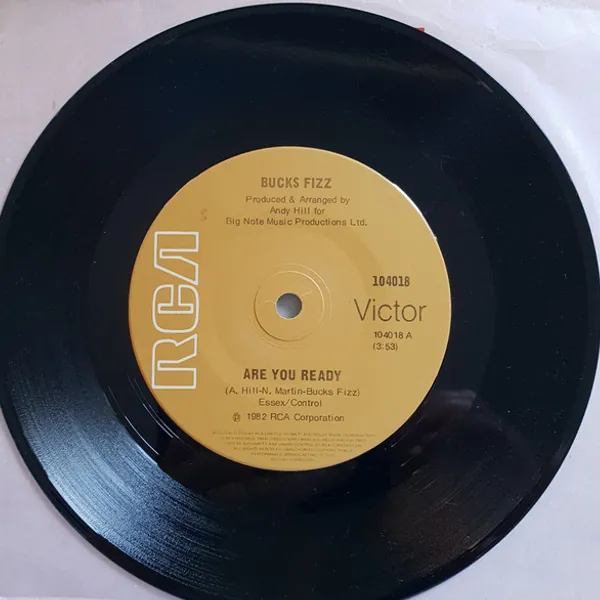 BUCKS FIZZ
Produced & Arranged by
Andy Hill for
Big Note Music Productions Ltd.
RCA
104018
Victor
104018 A
(3:53)
ARE YOU READY
(A. Hill-N. Martin-Bucks Fizz)
Essex/Control
℗ 1982 RCA Corporation